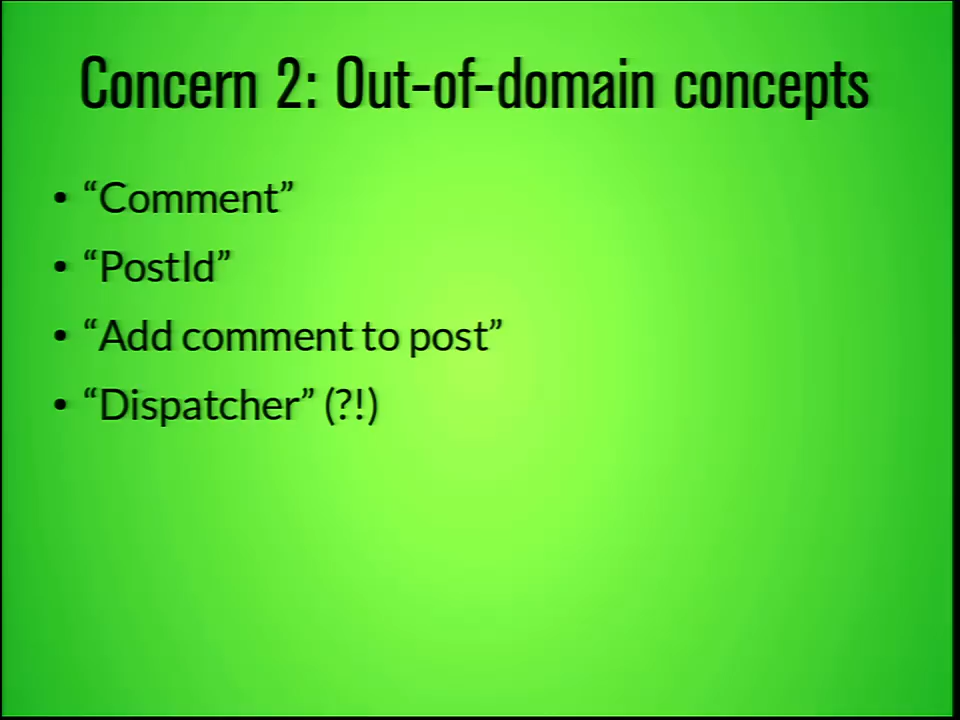 Concern 2: Out-of-domain concepts
• “Comment”
• “PostId”
• “Add comment to post”
• “Dispatcher” (?!)